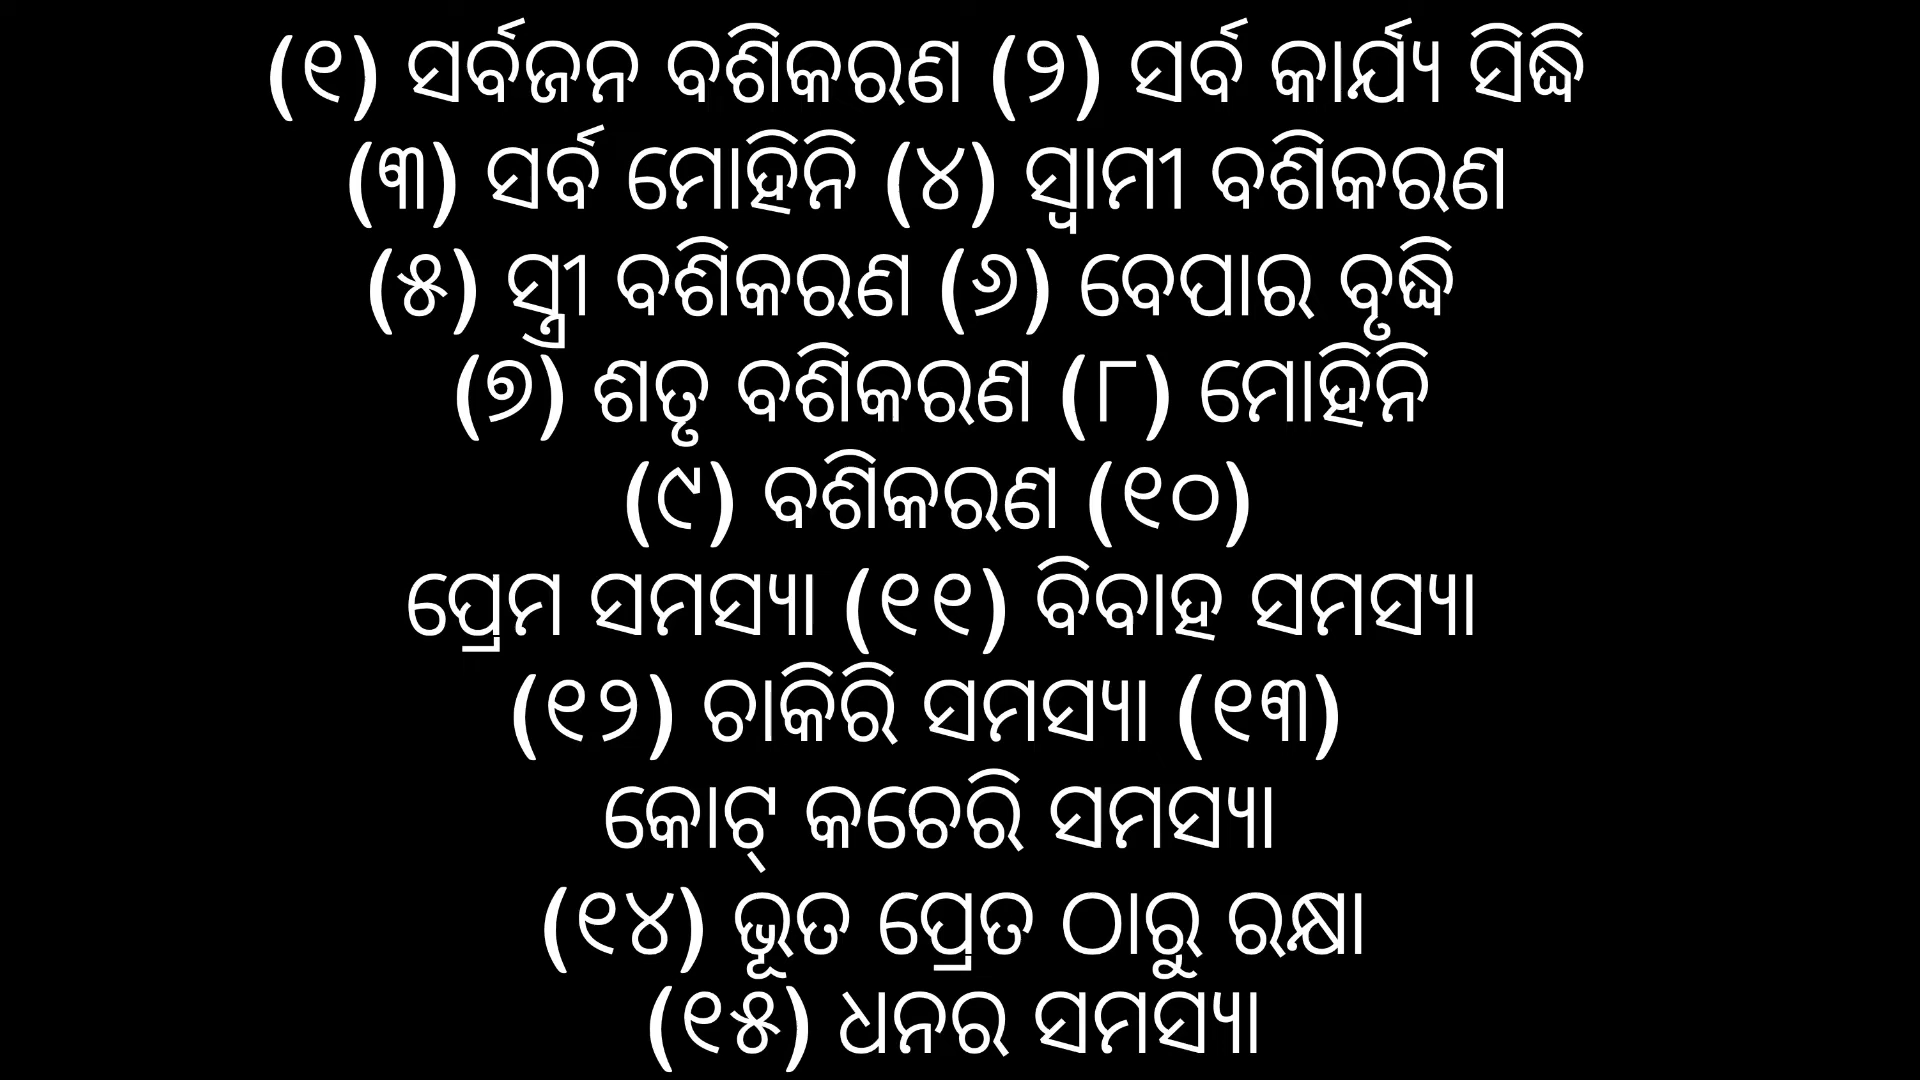 (୧) ସର୍ବଜନ ବଶିକରଣ (୨) ସର୍ବ କାର୍ଯ୍ୟ ସିଦ୍ଧି
(୩) ସର୍ବ ମୋହିନି (୪) ସ୍ୱାମୀ ବଶିକରଣ
(୫) ସ୍ତ୍ରୀ ବଶିକରଣ (୬) ବେପାର ବୃଦ୍ଧି
(୭) ଶତୃ ବଶିକରଣ (୮) ମୋହିନି
(୯) ବଶିକରଣ (୧୦)
ପ୍ରେମ ସମସ୍ୟା (୧୧) ବିବାହ ସମସ୍ୟା
(୧୨) ଚାକିରି ସମସ୍ୟା (୧୩)
କୋଟ୍ କଚେରି ସମସ୍ୟା
(୧୪) ଭୂତ ପ୍ରେତ ଠାରୁ ରକ୍ଷା
(୧୫) ଧନର ସମସ୍ୟା